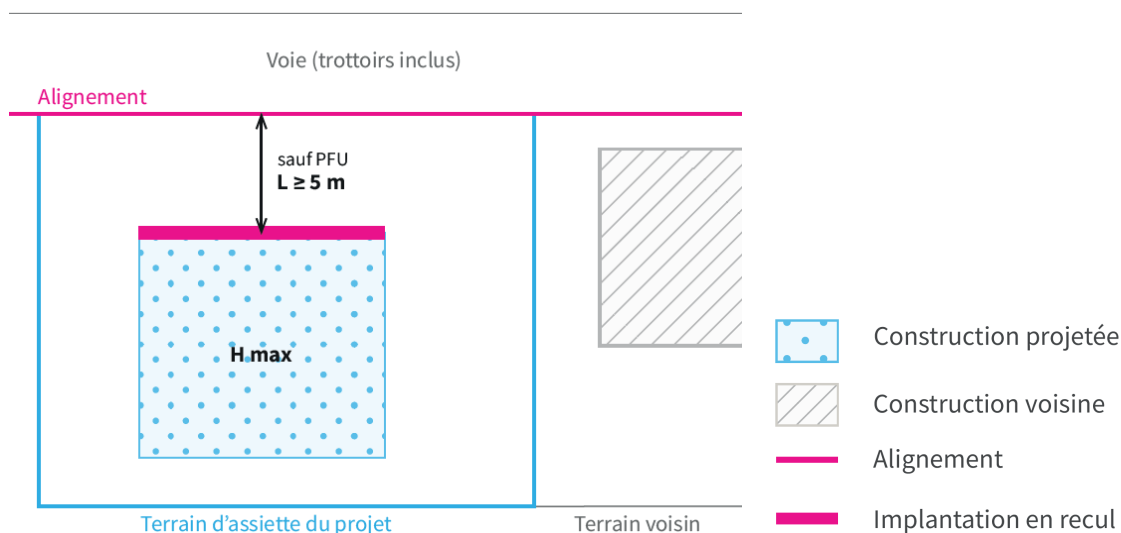 Voie (trottoirs inclus)
Alignement
sauf PFU
L ≥ 5 m
H max
Terrain d'assiette du projet
Terrain voisin
Construction projetée
Construction voisine
Alignement
Implantation en recul